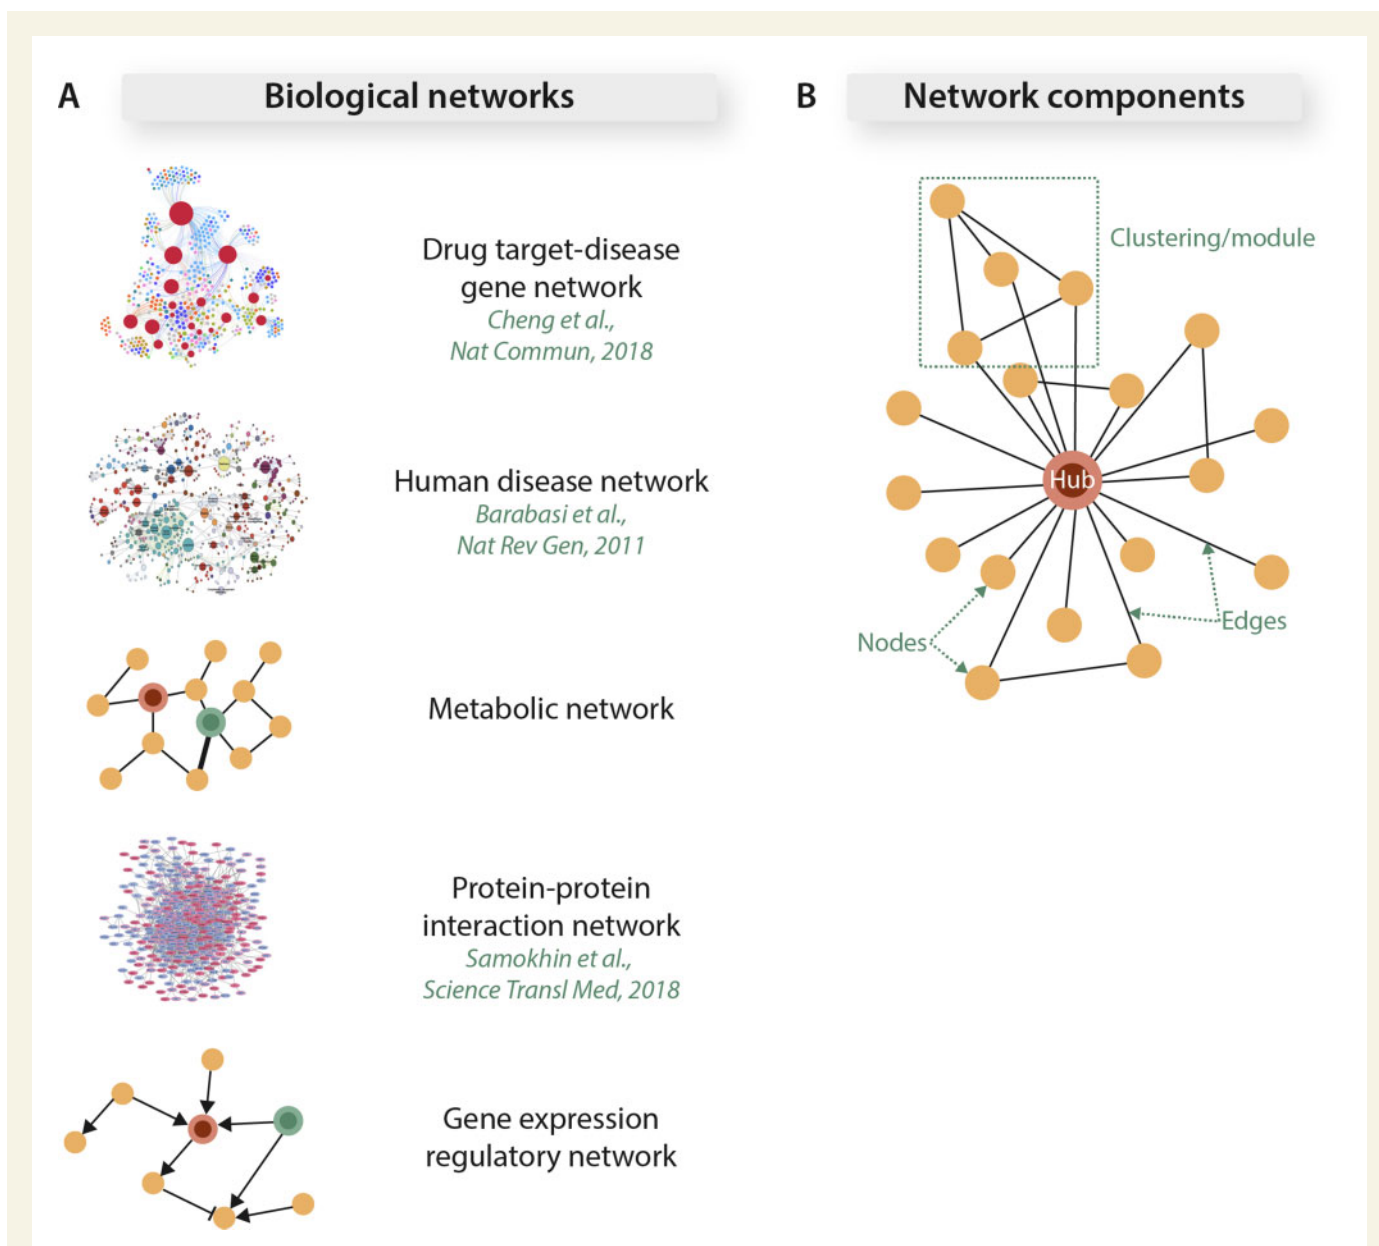 A
Biological networks
Drug target-disease
gene network
Cheng et al.,
Nat Commun, 2018
Human disease network
Barabasi et al.,
Nat Rev Gen, 2011
Metabolic network
Protein-protein
interaction network
Samokhin et al.,
Science Transl Med, 2018
Gene expression
regulatory network
B
Network components
Clustering/module
Hub
Nodes
Edges